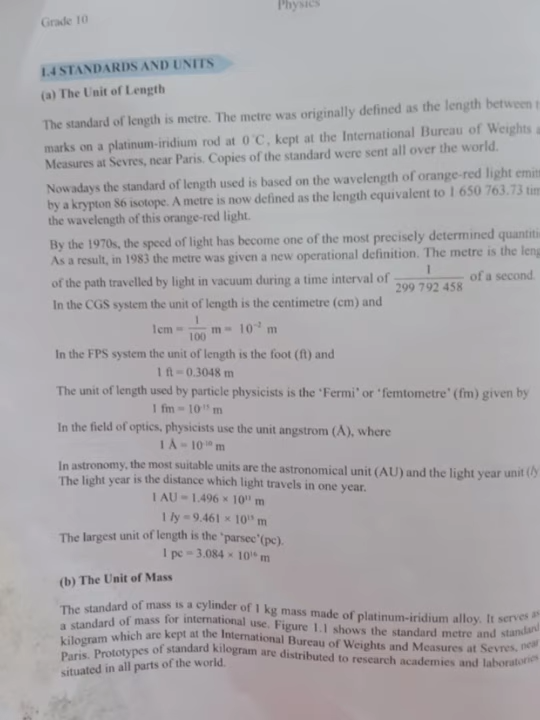 Physics
Grade 10
1.4 STANDARDS AND UNITS
(a) The Unit of Length
The standard of length is metre. The metre was originally defined as the length between
marks on a platinum-iridium rod at 0°C, kept at the International Bureau of Weights
Measures at Sevres, near Paris. Copies of the standard were sent all over the world.
Nowadays the standard of length used is based on the wavelength of orange-red light emit
by a krypton 86 isotope. A metre is now defined as the length equivalent to 1 650 763.73 tim
the wavelength of this orange-red light.
By the 1970s, the speed of light has become one of the most precisely determined quantiti
As a result, in 1983 the metre was given a new operational definition. The metre is the leng
of the path travelled by light in vacuum during a time interval of 1/299 792 458 of a second.
In the CGS system the unit of length is the centimetre (cm) and
1cm = 1/100 m = 10⁻² m
In the FPS system the unit of length is the foot (ft) and
1 ft = 0.3048 m
The unit of length used by particle physicists is the 'Fermi' or 'femtometre' (fm) given by
1 fm = 10⁻¹⁵ m
In the field of optics, physicists use the unit angstrom (Å), where
1 Å = 10⁻¹⁰ m
In astronomy, the most suitable units are the astronomical unit (AU) and the light year unit (ly
The light year is the distance which light travels in one year.
1 AU = 1.496 × 10¹¹ m
1 ly = 9.461 × 10¹⁵ m
The largest unit of length is the 'parsec'(pc).
1 pc = 3.084 × 10¹⁶ m
(b) The Unit of Mass
The standard of mass is a cylinder of 1 kg mass made of platinum-iridium alloy. It serves as
a standard of mass for international use. Figure 1.1 shows the standard metre and standard
kilogram which are kept at the International Bureau of Weights and Measures at Sevres, near
Paris. Prototypes of standard kilogram are distributed to research academies and laboratories
situated in all parts of the world.